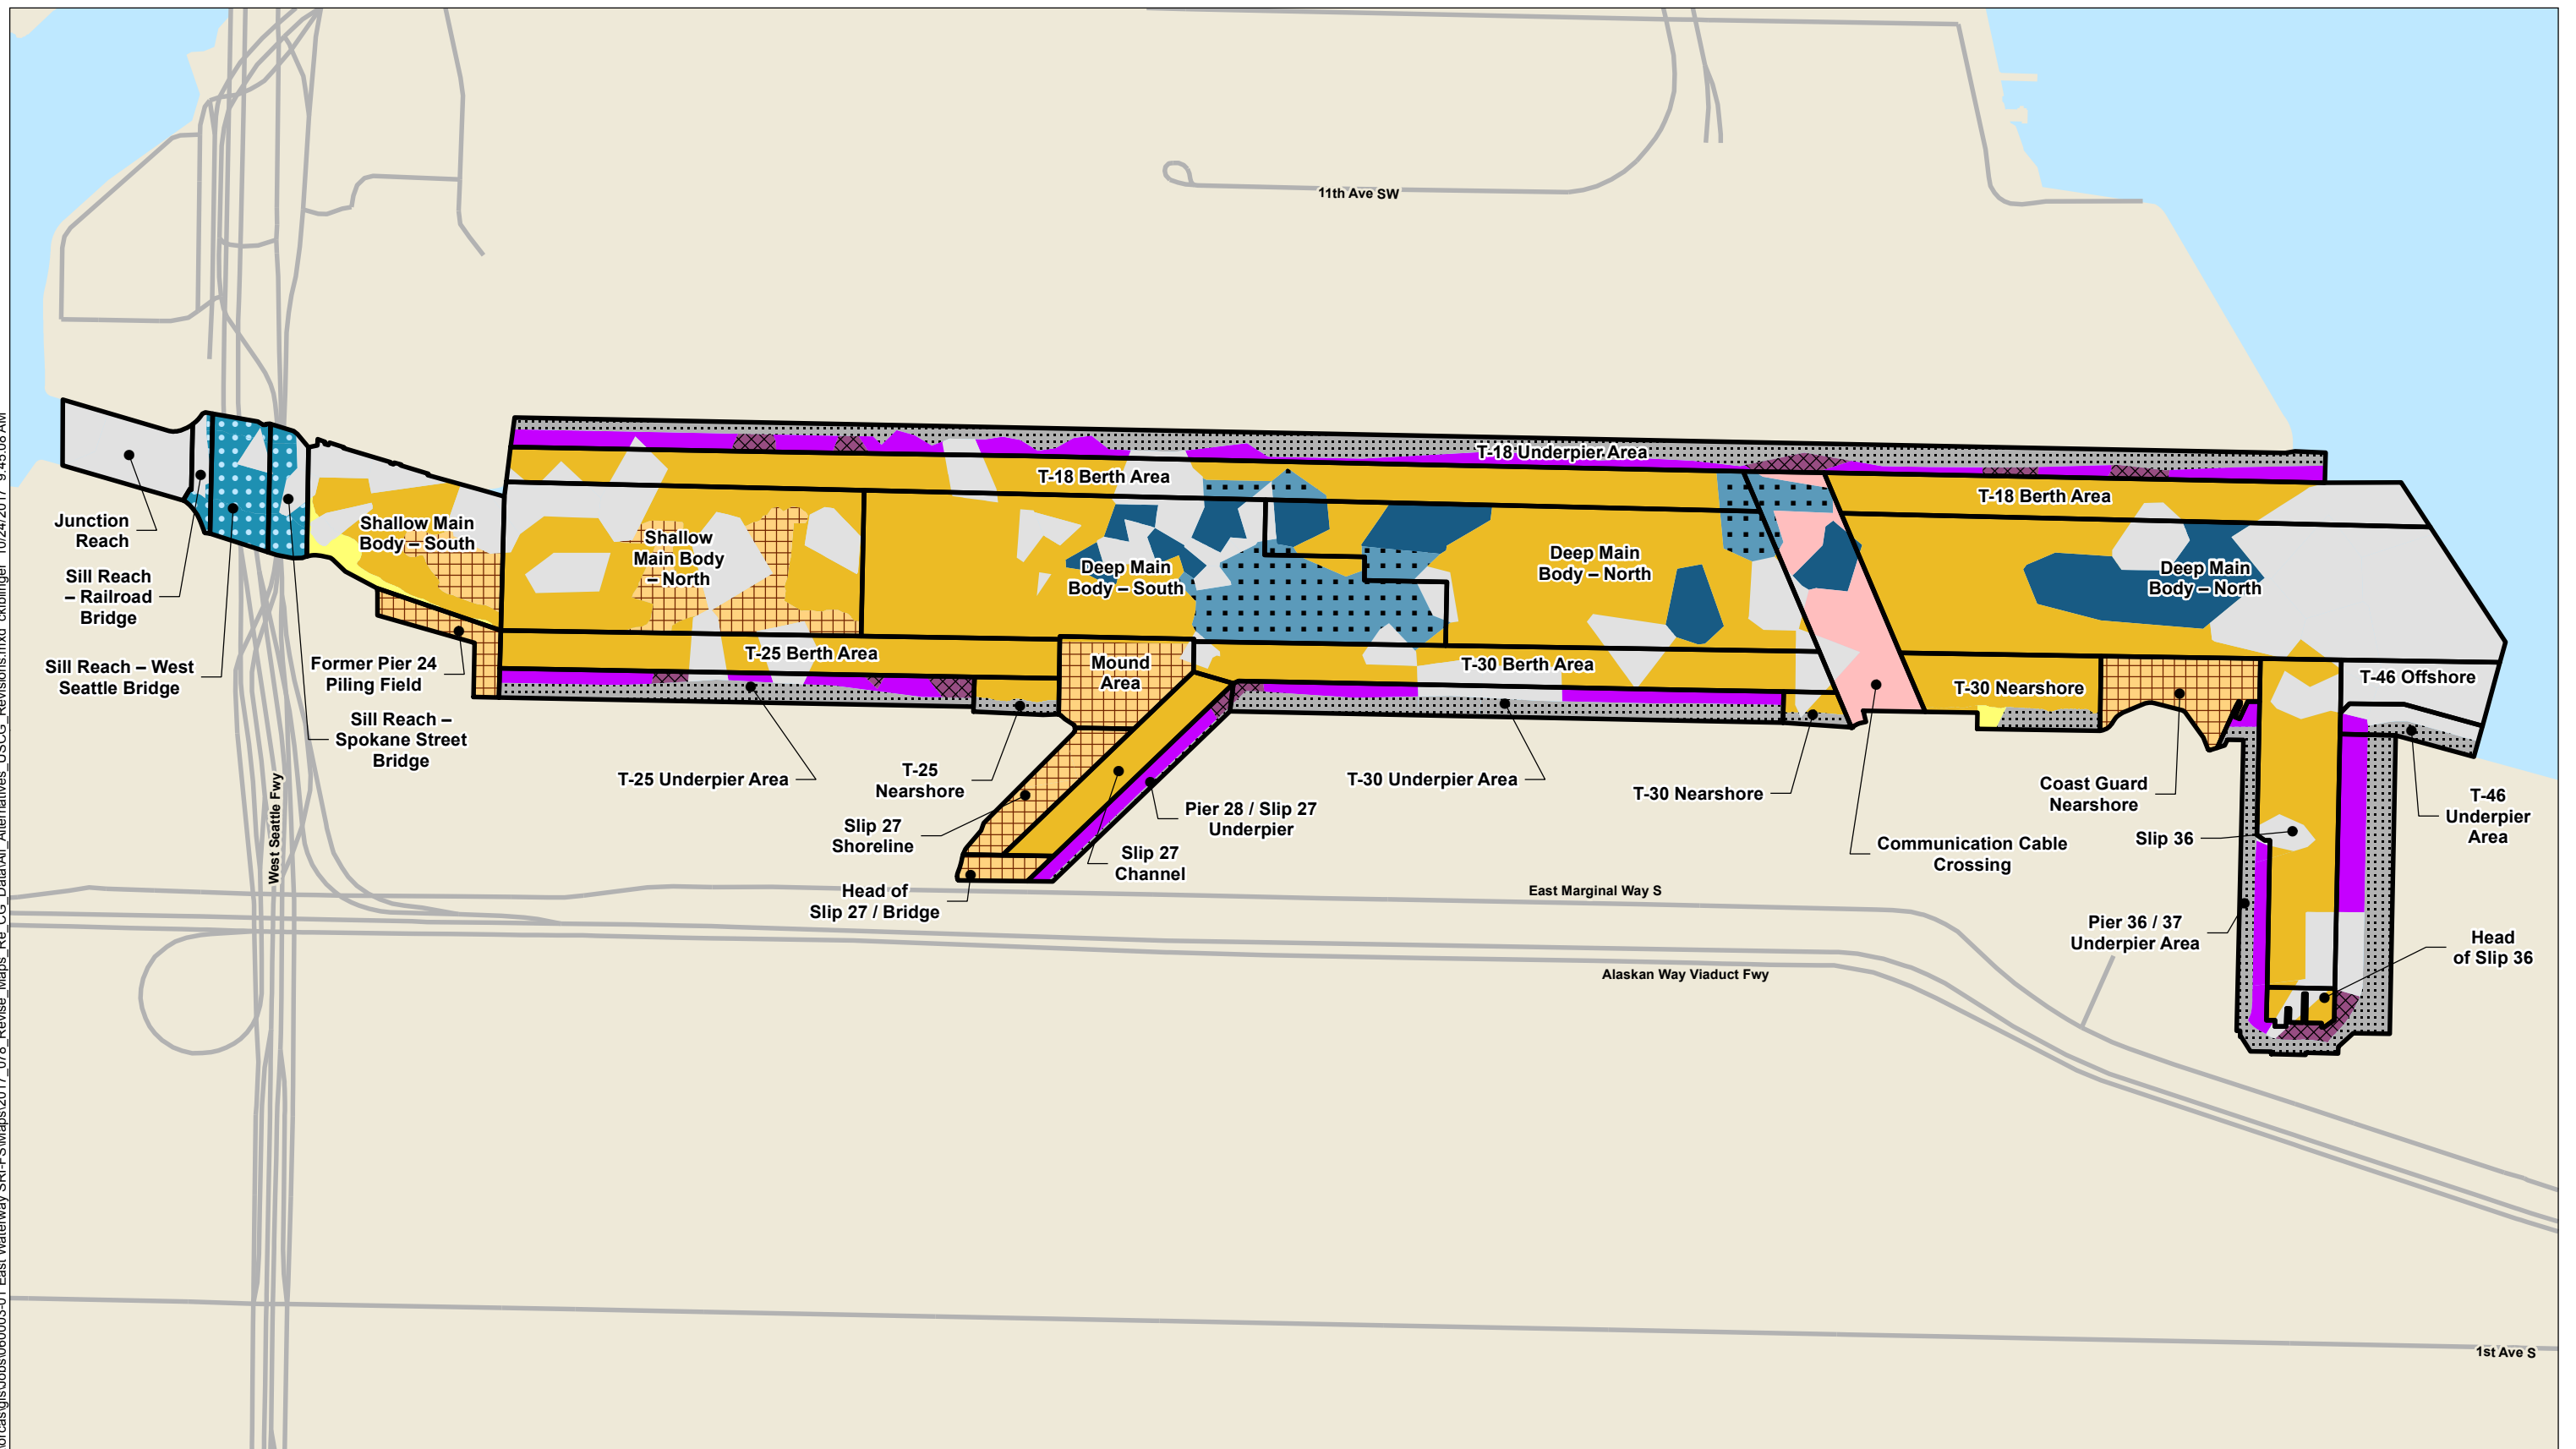 11th Ave SW
T-18 Underpier Area
T-18 Berth Area
T-18 Berth Area
Junction
Reach
Shallow Main
Body – South
Shallow
Main Body
– North
Deep Main
Body – South
Deep Main
Body – North
Deep Main
Body – North
Sill Reach
– Railroad
Bridge
Sill Reach – West
Seattle Bridge
Former Pier 24
Piling Field
Sill Reach –
Spokane Street
Bridge
T-25 Berth Area
Mound
Area
T-30 Berth Area
T-30 Nearshore
T-46 Offshore
T-25 Underpier Area
T-25
Nearshore
T-30 Underpier Area
T-30 Nearshore
Coast Guard
Nearshore
T-46
Underpier
Area
Slip 27
Shoreline
Pier 28 / Slip 27
Underpier
Slip 27
Channel
Communication Cable
Crossing
Slip 36
Head of
Slip 27 / Bridge
Pier 36 / 37
Underpier Area
Head
of Slip 36
West Seattle Fwy
East Marginal Way S
Alaskan Way Viaduct Fwy
1st Ave S